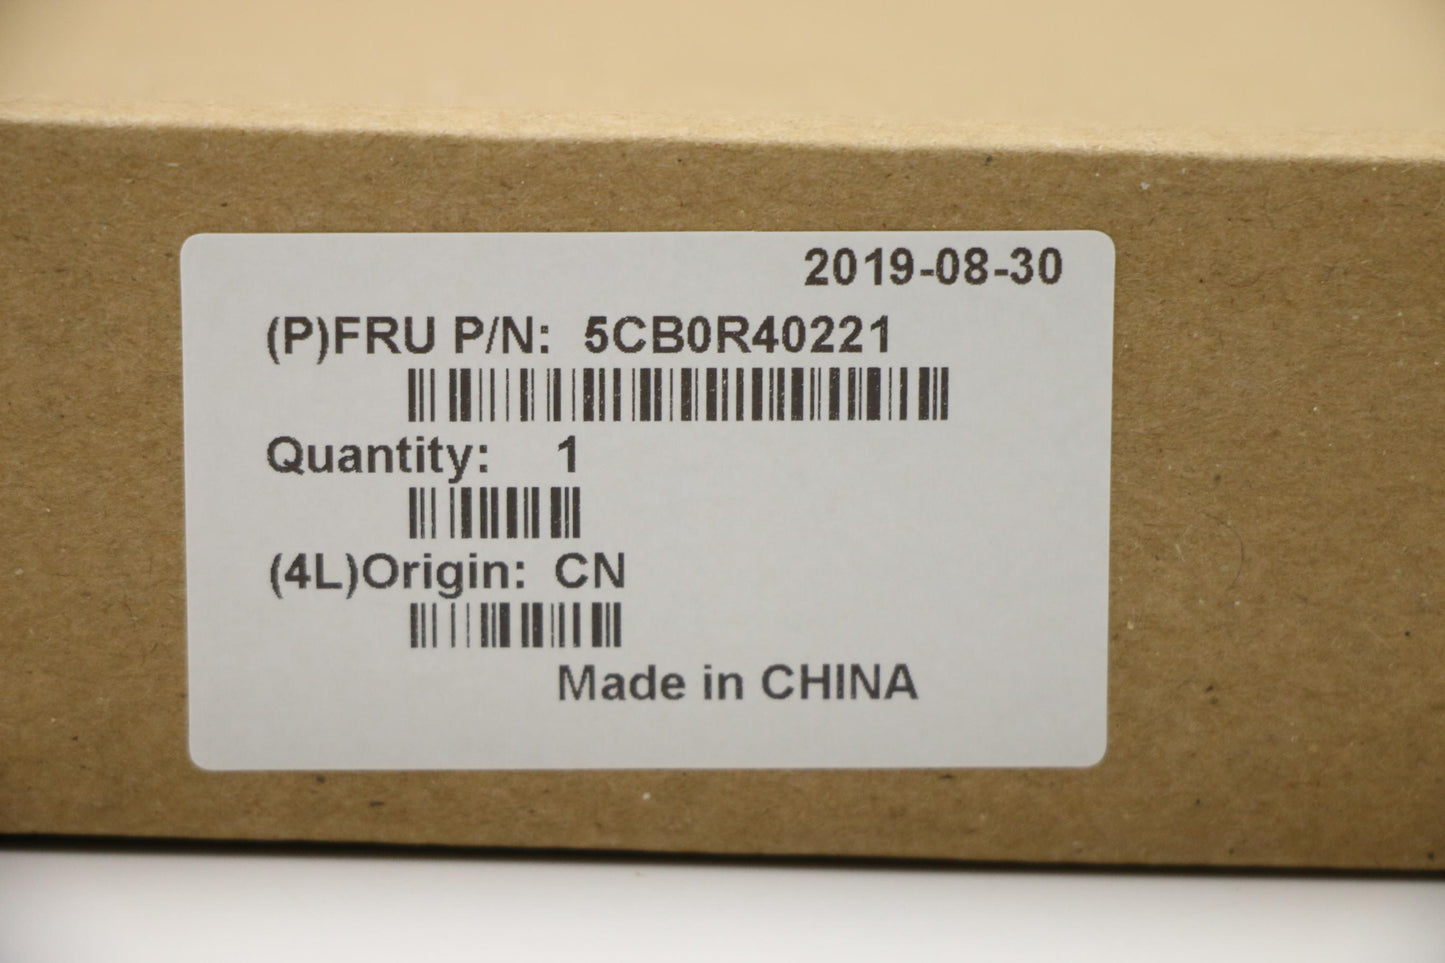 2019-08-30
(P)FRU P/N: 5CB0R40221
Quantity: 1
(4L)Origin: CN
Made in CHINA